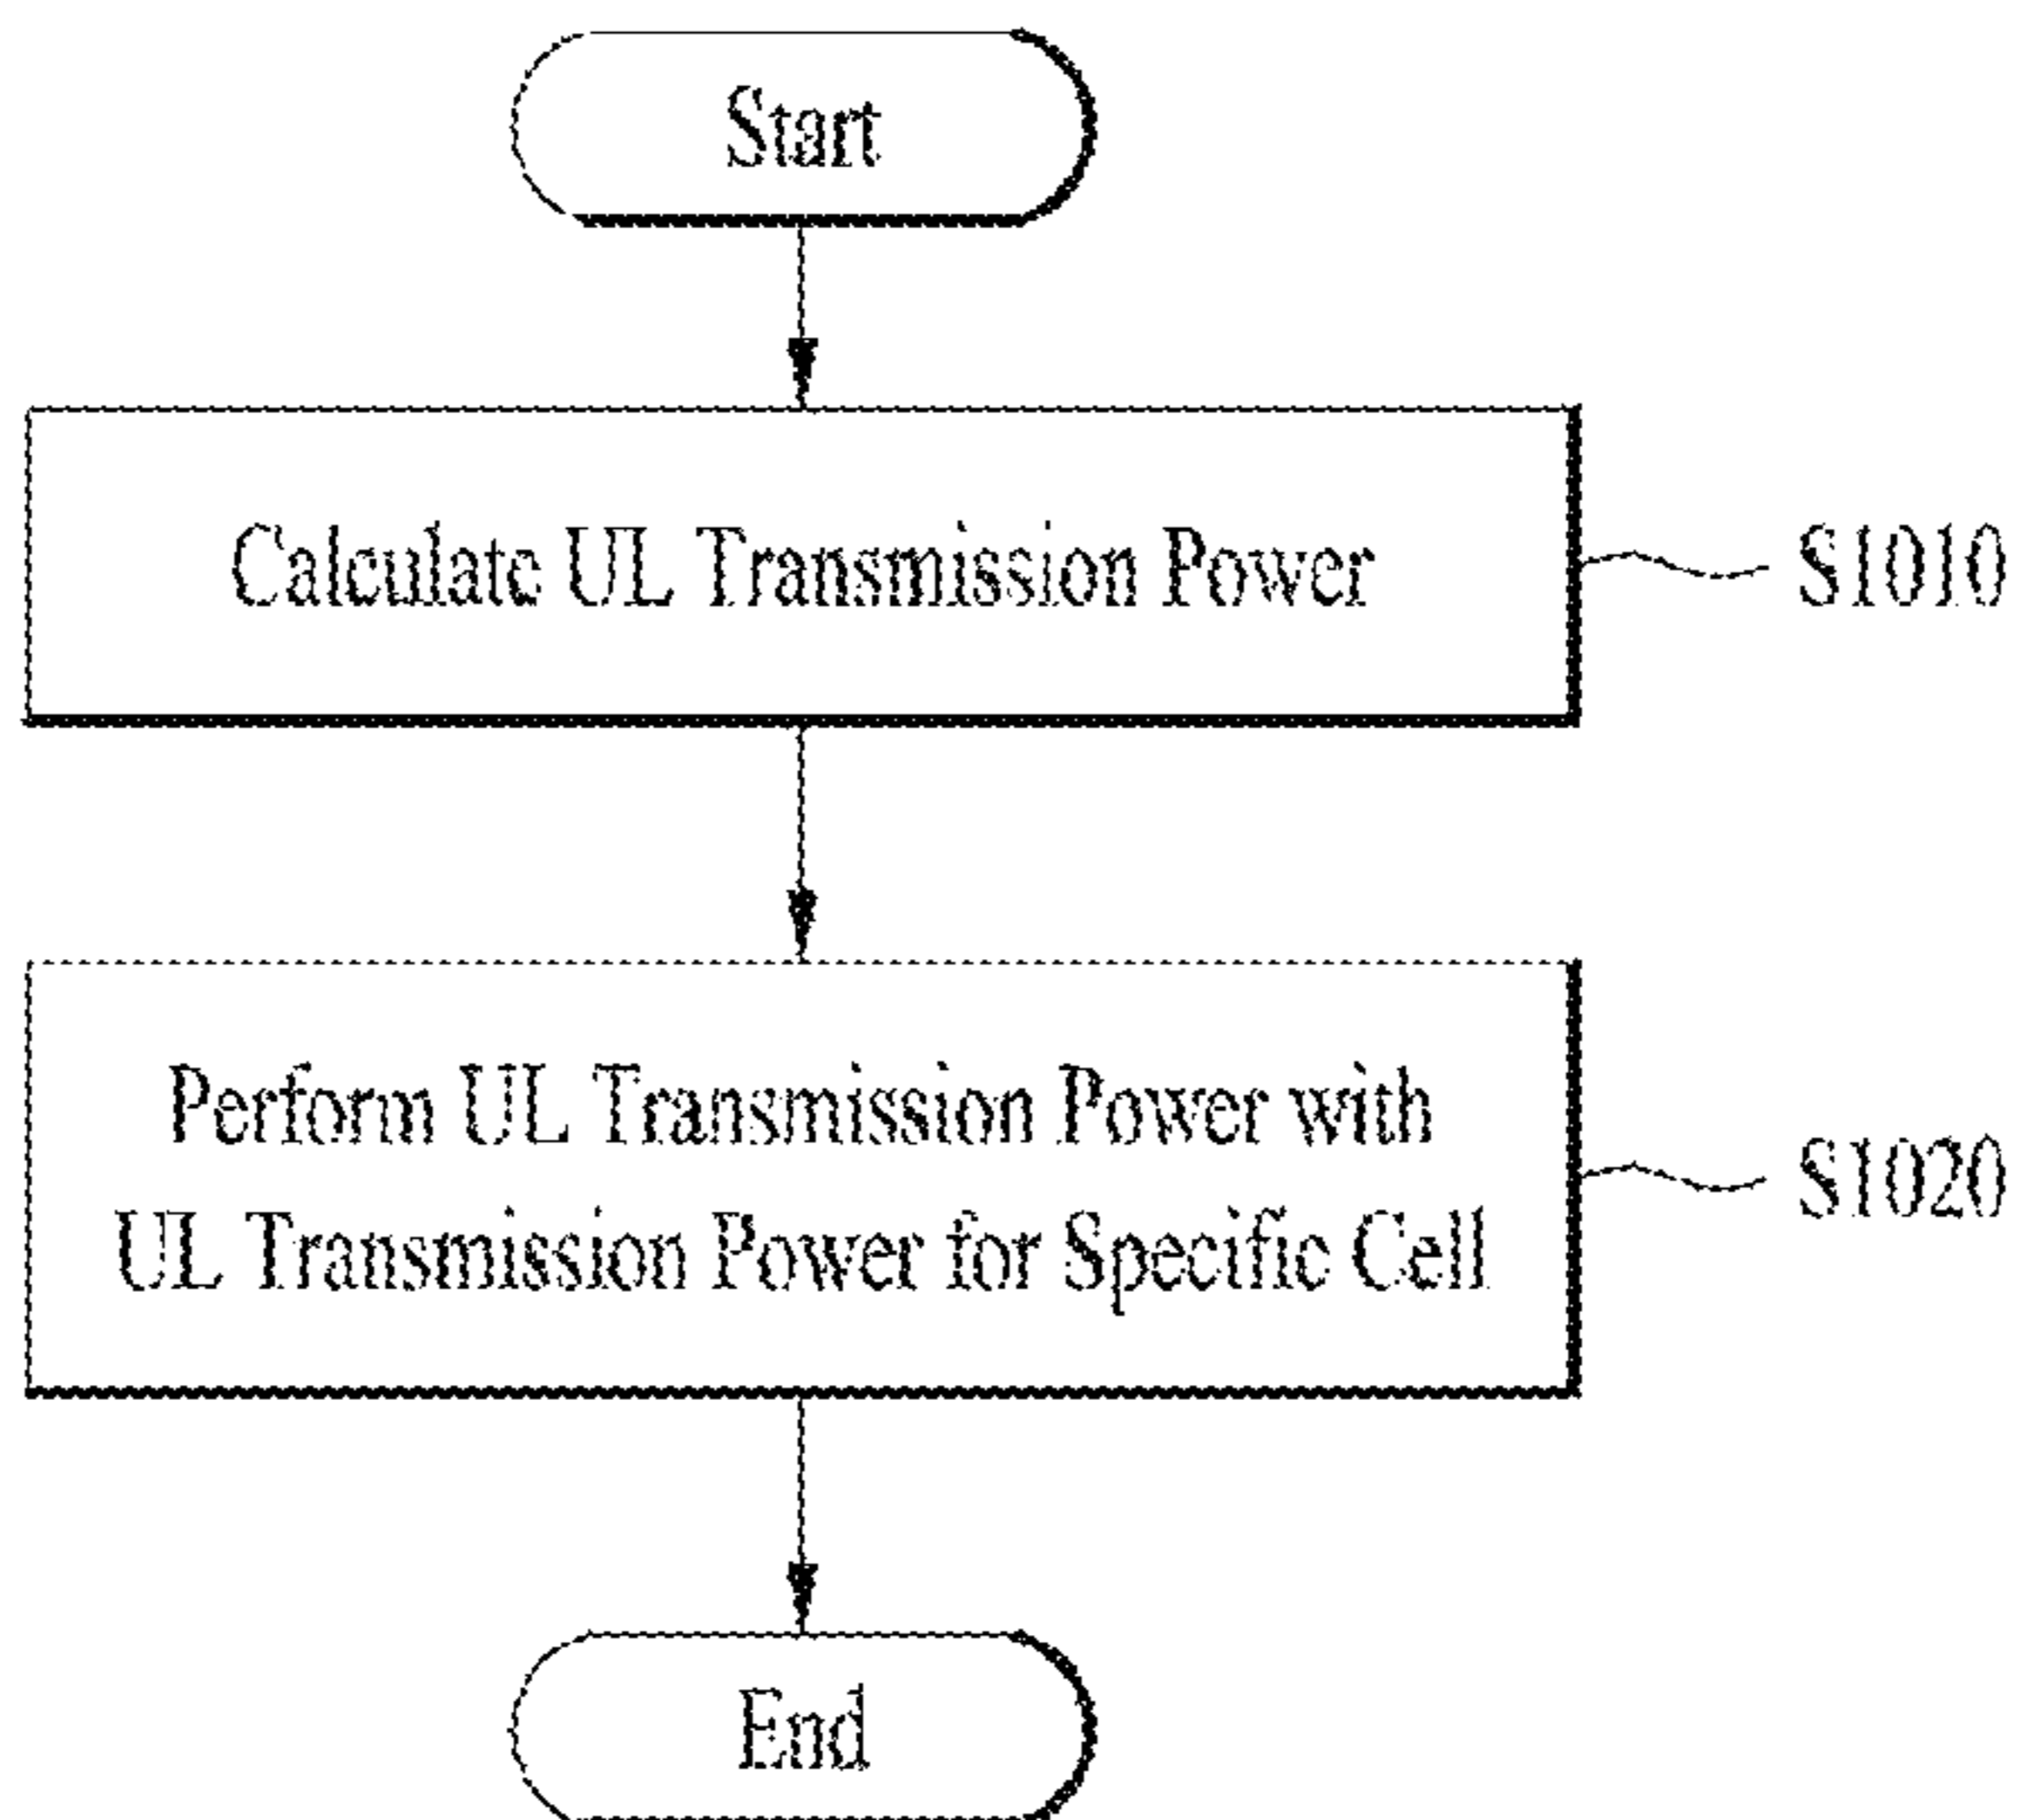 Start
Calculate UL Transmission Power
S1010
Perform UL Transmission Power with
UL Transmission Power for Specific Cell
S1020
End